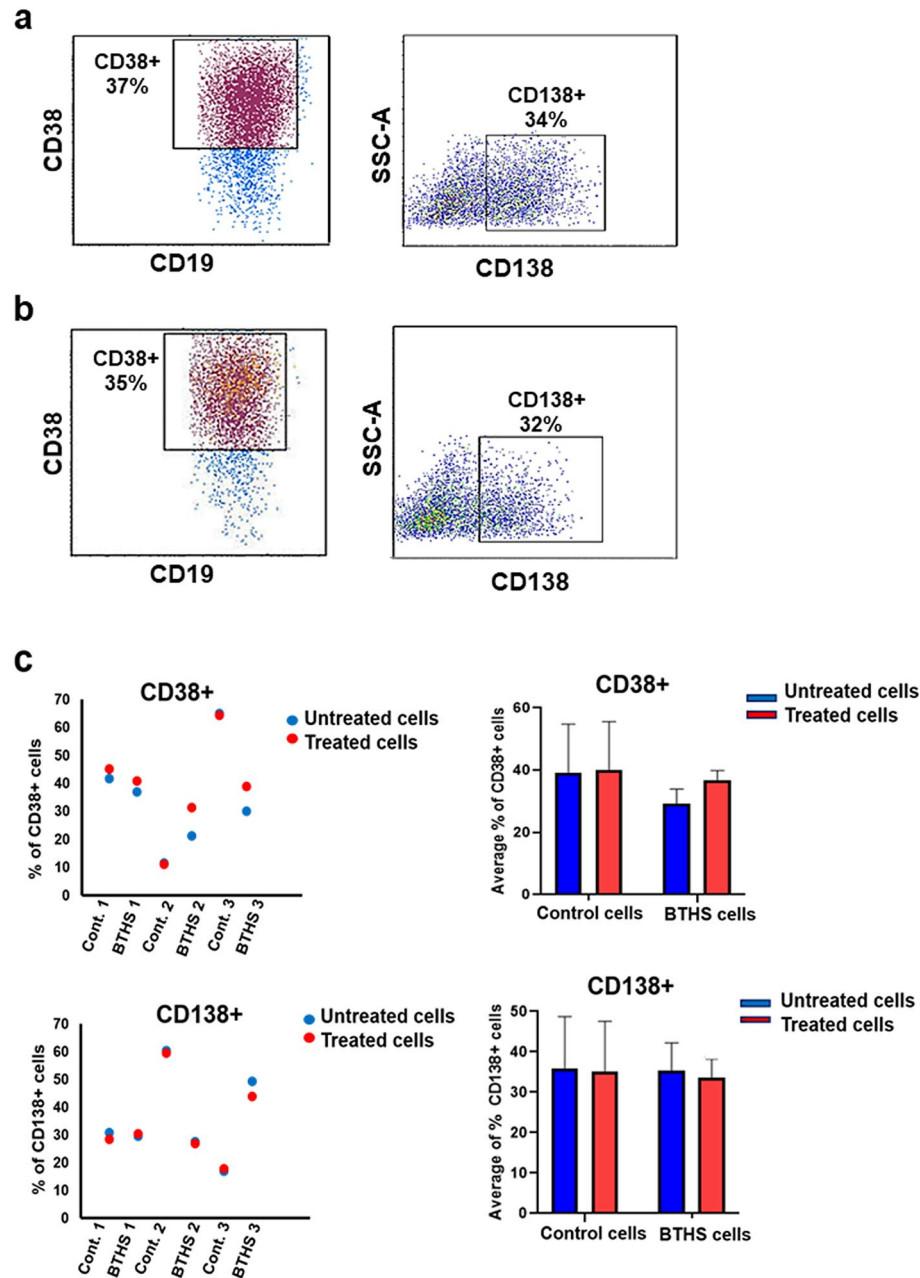 a
CD38+
37%
CD38
CD19
CD138+
34%
SSC-A
CD138
b
CD38+
35%
CD38
CD19
CD138+
32%
SSC-A
CD138
c
CD38+
Untreated cells
Treated cells
% of CD38+ cells
70
60
50
40
30
20
10
0
Cont. 1
BTHS 1
Cont. 2
BTHS 2
Cont. 3
BTHS 3
CD38+
Untreated cells
Treated cells
Average % of CD38+ cells
60
40
20
0
Control cells
BTHS cells
CD138+
Untreated cells
Treated cells
% of CD138+ cells
70
60
50
40
30
20
10
0
Cont. 1
BTHS 1
Cont. 2
BTHS 2
Cont. 3
BTHS 3
CD138+
Untreated cells
Treated cells
Average of % CD138+ cells
50
40
30
20
10
0
Control cells
BTHS cells